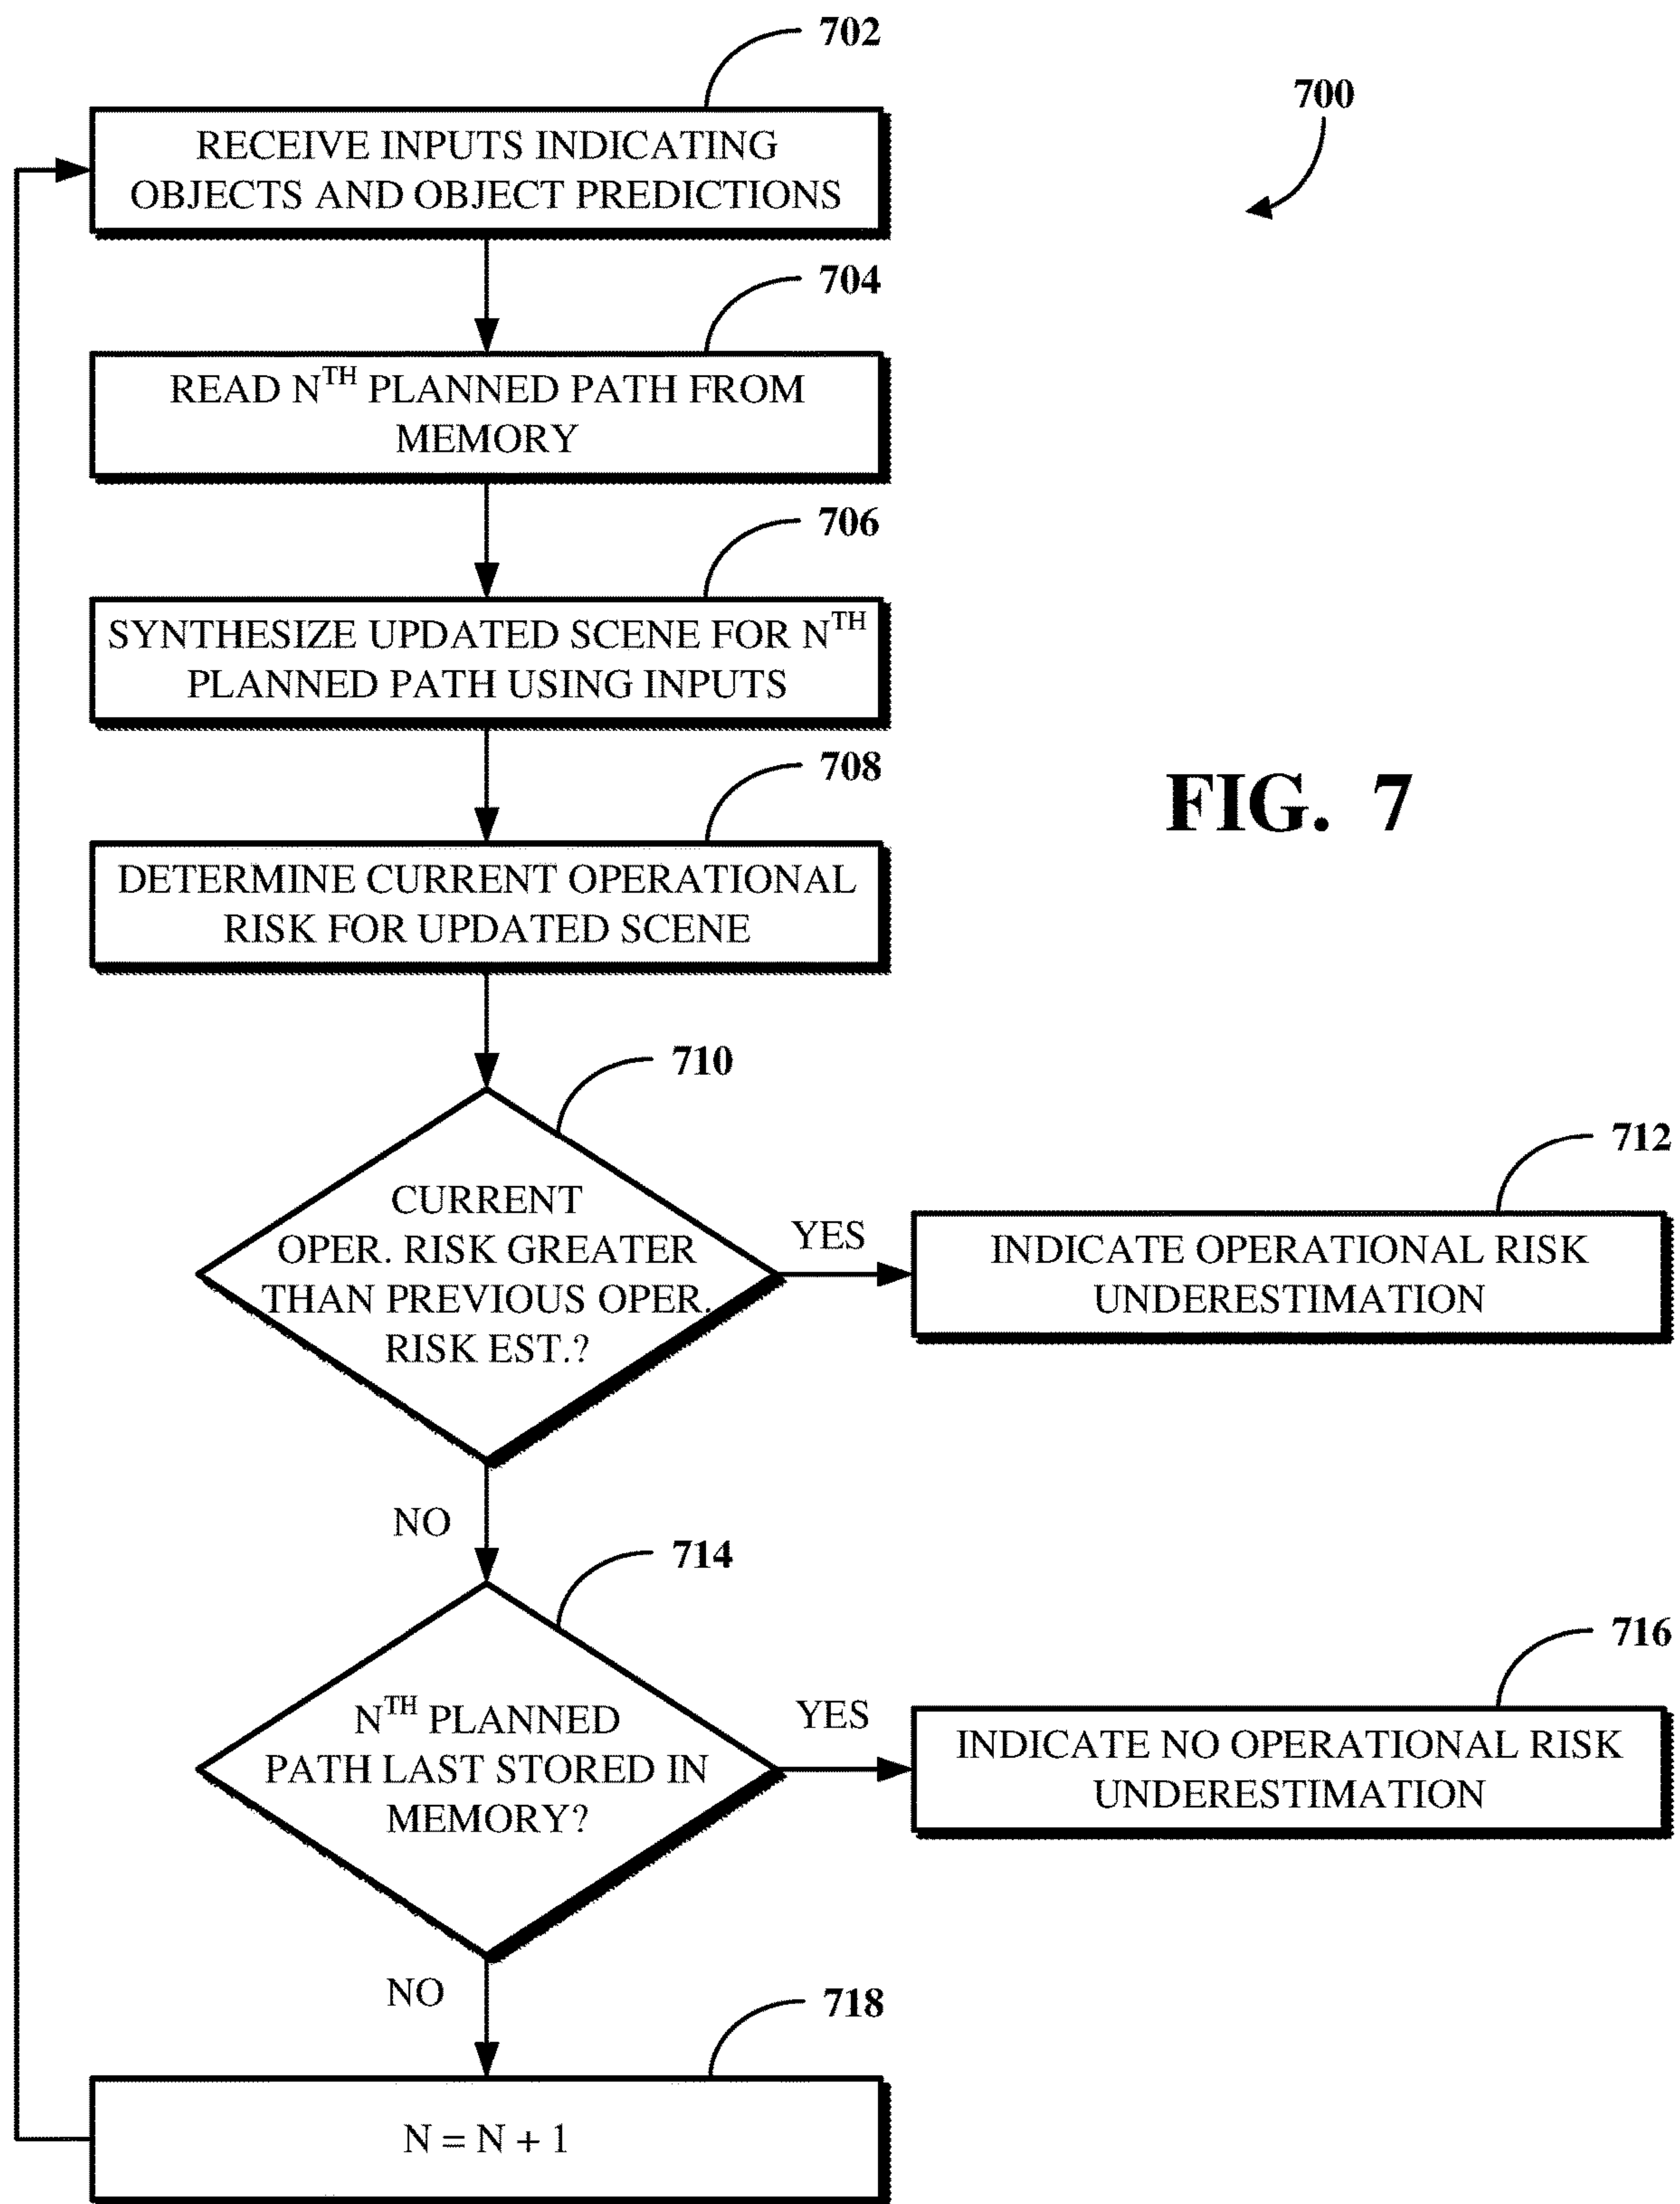 702
700
RECEIVE INPUTS INDICATING
OBJECTS AND OBJECT PREDICTIONS
704
READ NTH PLANNED PATH FROM
MEMORY
706
SYNTHESIZE UPDATED SCENE FOR NTH
PLANNED PATH USING INPUTS
708
FIG. 7
DETERMINE CURRENT OPERATIONAL
RISK FOR UPDATED SCENE
710
CURRENT
OPER. RISK GREATER
THAN PREVIOUS OPER.
RISK EST.?
YES
712
INDICATE OPERATIONAL RISK
UNDERESTIMATION
NO
714
NTH PLANNED
PATH LAST STORED IN
MEMORY?
YES
716
INDICATE NO OPERATIONAL RISK
UNDERESTIMATION
NO
718
N = N + 1